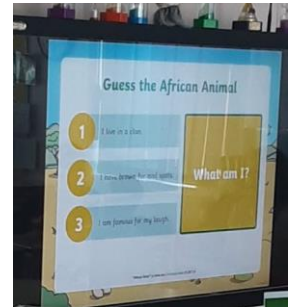 Guess the African Animal
1
I live in a clan.
2
I have brown fur and spots.
What am I?
3
I am famous for my laugh.